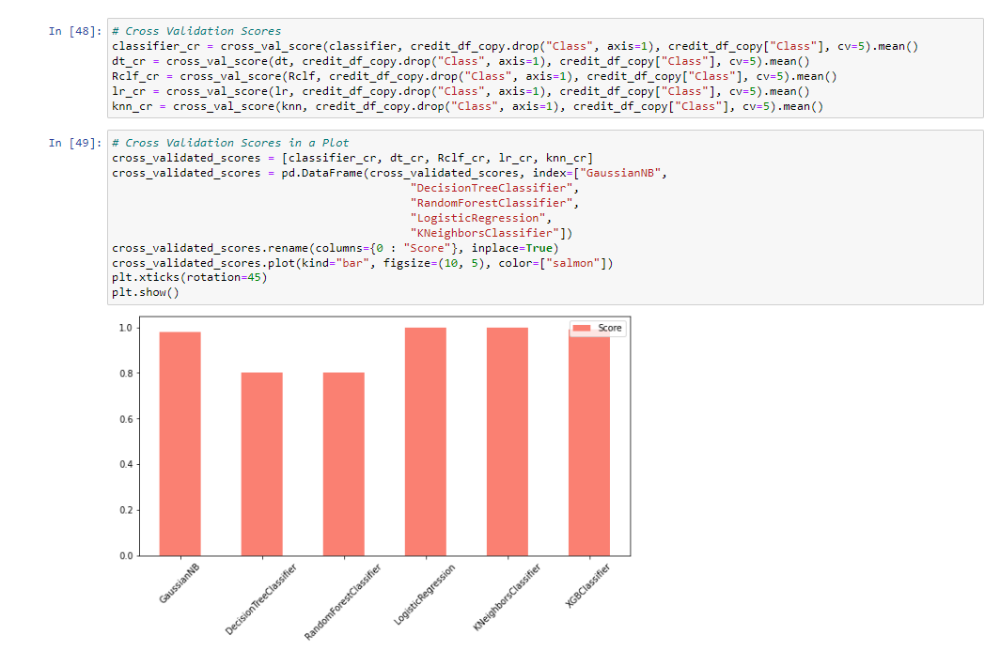 In [48]: # Cross Validation Scores
classifier_cr = cross_val_score(classifier, credit_df_copy.drop("Class", axis=1), credit_df_copy["Class"], cv=5).mean()
dt_cr = cross_val_score(dt, credit_df_copy.drop("Class", axis=1), credit_df_copy["Class"], cv=5).mean()
Rclf_cr = cross_val_score(Rclf, credit_df_copy.drop("Class", axis=1), credit_df_copy["Class"], cv=5).mean()
lr_cr = cross_val_score(lr, credit_df_copy.drop("Class", axis=1), credit_df_copy["Class"], cv=5).mean()
knn_cr = cross_val_score(knn, credit_df_copy.drop("Class", axis=1), credit_df_copy["Class"], cv=5).mean()
In [49]: # Cross Validation Scores in a Plot
cross_validated_scores = [classifier_cr, dt_cr, Rclf_cr, lr_cr, knn_cr]
cross_validated_scores = pd.DataFrame(cross_validated_scores, index=["GaussianNB",
"DecisionTreeClassifier",
"RandomForestClassifier",
"LogisticRegression",
"KNeighborsClassifier"])
cross_validated_scores.rename(columns={0 : "Score"}, inplace=True)
cross_validated_scores.plot(kind="bar", figsize=(10, 5), color=["salmon"])
plt.xticks(rotation=45)
plt.show()
Score
1.0
0.8
0.6
0.4
0.2
0.0
GaussianNB
DecisionTreeClassifier
RandomForestClassifier
LogisticRegression
KNeighborsClassifier
XGBClassifier